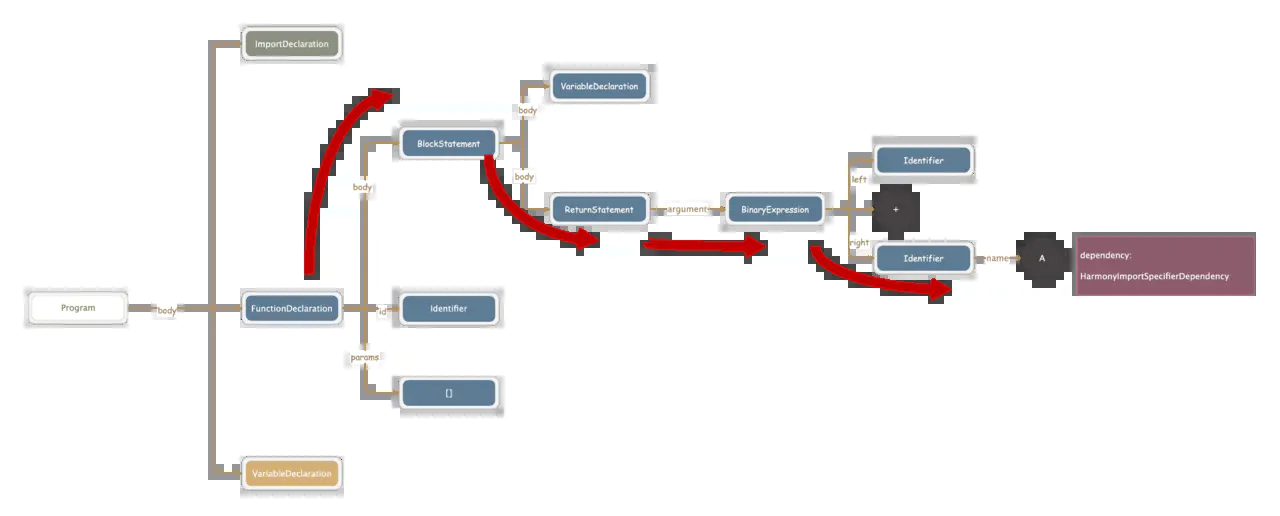 ImportDeclaration
VariableDeclaration
body
BlockStatement
Identifier
body
body
left
ReturnStatement
argument
BinaryExpression
+
right
Identifier
name
A
dependency:
HarmonyImportSpecifierDependency
Program
body
FunctionDeclaration
id
Identifier
params
[]
VariableDeclaration